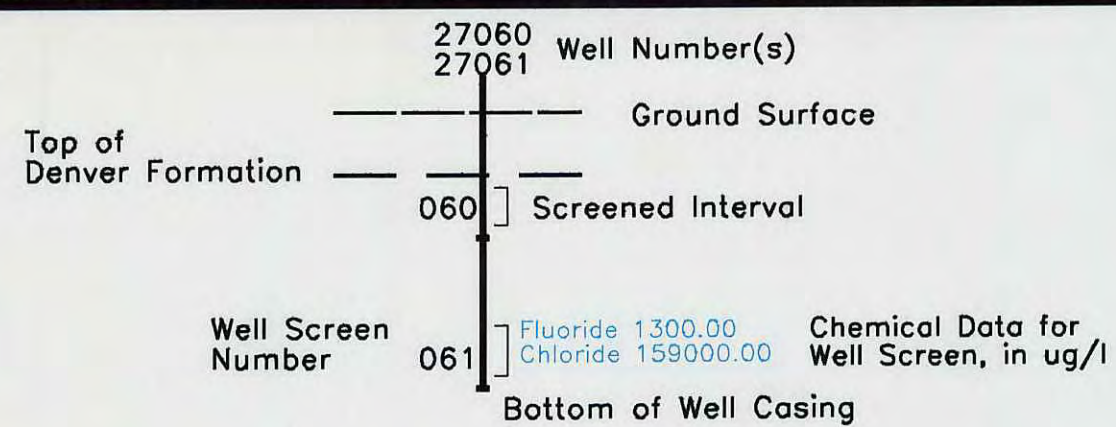 27060
27061
Well Number(s)
Ground Surface
Top of
Denver Formation
060
Screened Interval
Well Screen
Number
061
Fluoride 1300.00
Chloride 159000.00
Chemical Data for
Well Screen, in ug/l
Bottom of Well Casing